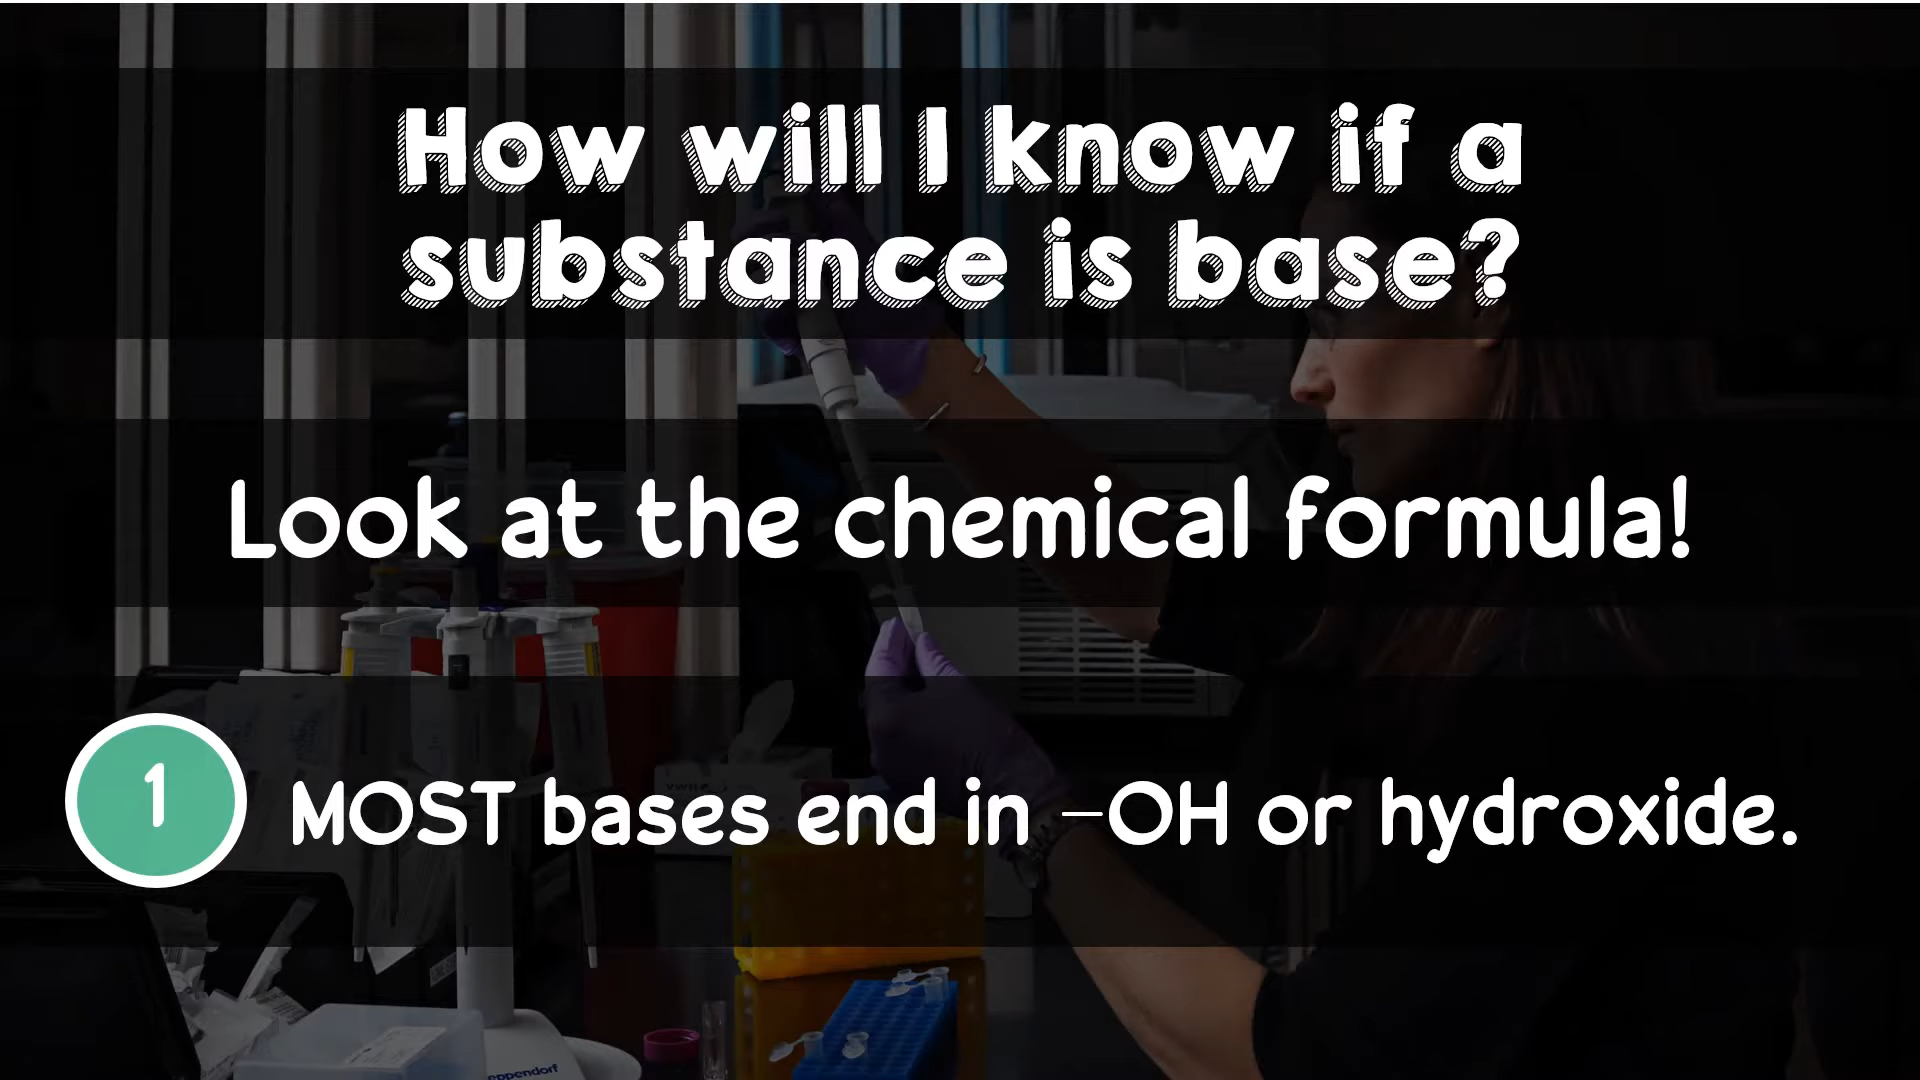 How will I know if a
substance is base?
Look at the chemical formula!
1
MOST bases end in –OH or hydroxide.
eppendorf